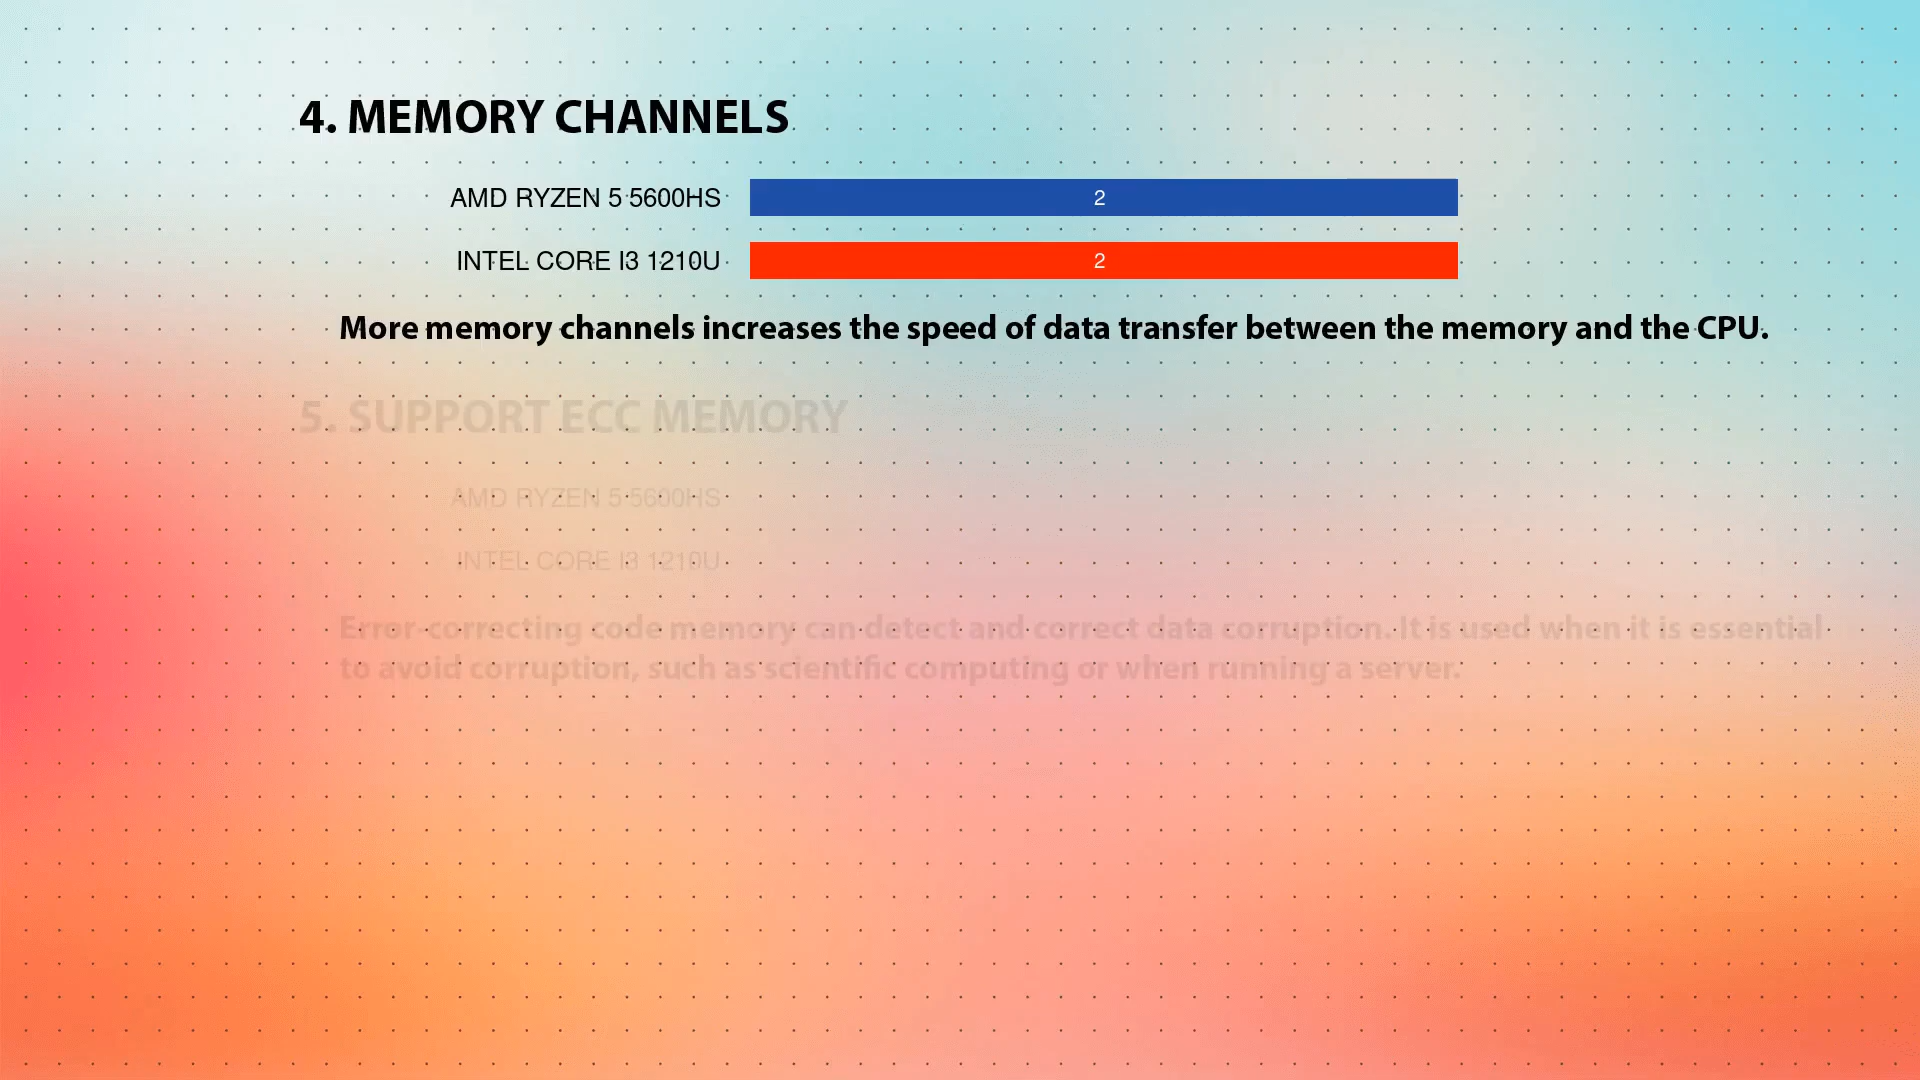 4. MEMORY CHANNELS
AMD RYZEN 5 5600HS
2
INTEL CORE I3 1210U
2
More memory channels increases the speed of data transfer between the memory and the CPU.
5. SUPPORT ECC MEMORY
AMD RYZEN 5 5600HS
INTEL CORE I3 1210U
Error-correcting code memory can detect and correct data corruption. It is used when it is essential
to avoid corruption, such as scientific computing or when running a server.